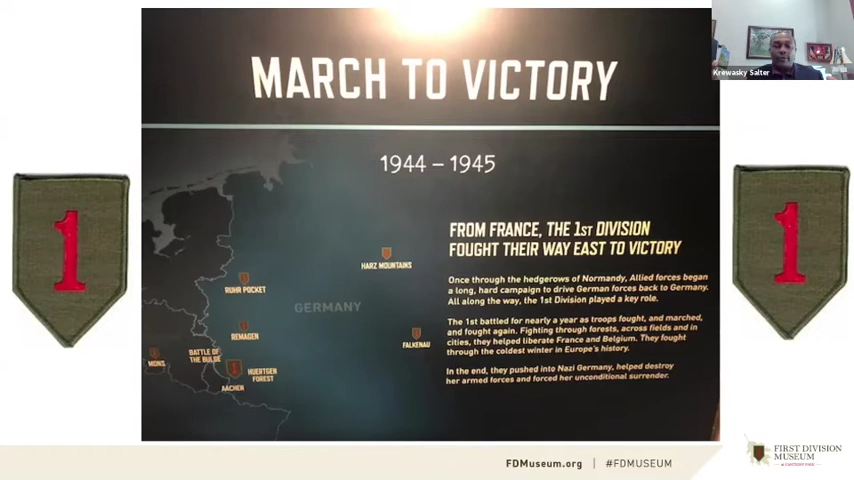 Krewasky Salter
MARCH TO VICTORY
1944 – 1945
1
1
FROM FRANCE, THE 1ST DIVISION
FOUGHT THEIR WAY EAST TO VICTORY
Once through the hedgerows of Normandy, Allied forces began
a long, hard campaign to drive German forces back to Germany.
All along the way, the 1st Division played a key role.
The 1st battled for nearly a year as troops fought, and marched,
and fought again. Fighting through forests, across fields and in
cities, they helped liberate France and Belgium. They fought
through the coldest winter in Europe's history.
In the end, they pushed into Nazi Germany, helped destroy
her armed forces and forced her unconditional surrender.
HARZ MOUNTAINS
RUHR POCKET
GERMANY
REMAGEN
FALKENAU
MONS
BATTLE OF
THE BULGE
1
AACHEN
HUERTGEN
FOREST
FDMuseum.org | #FDMUSEUM
FIRST DIVISION
MUSEUM
AT CANTIGNY PARK